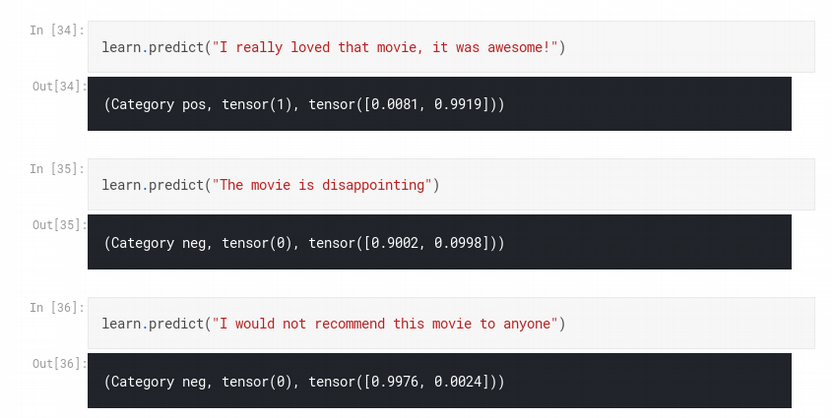 In [34]:
learn.predict("I really loved that movie, it was awesome!")
Out[34]:
(Category pos, tensor(1), tensor([0.0081, 0.9919]))
In [35]:
learn.predict("The movie is disappointing")
Out[35]:
(Category neg, tensor(0), tensor([0.9002, 0.0998]))
In [36]:
learn.predict("I would not recommend this movie to anyone")
Out[36]:
(Category neg, tensor(0), tensor([0.9976, 0.0024]))